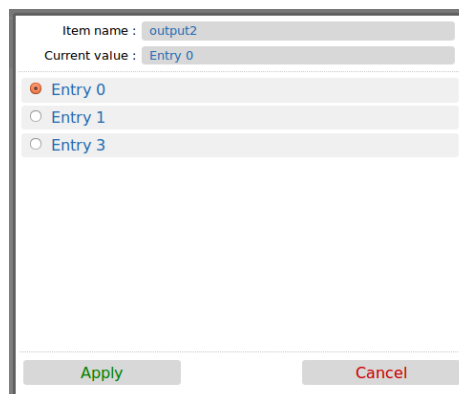 Item name : output2
Current value : Entry 0
Entry 0
Entry 1
Entry 3
Apply Cancel